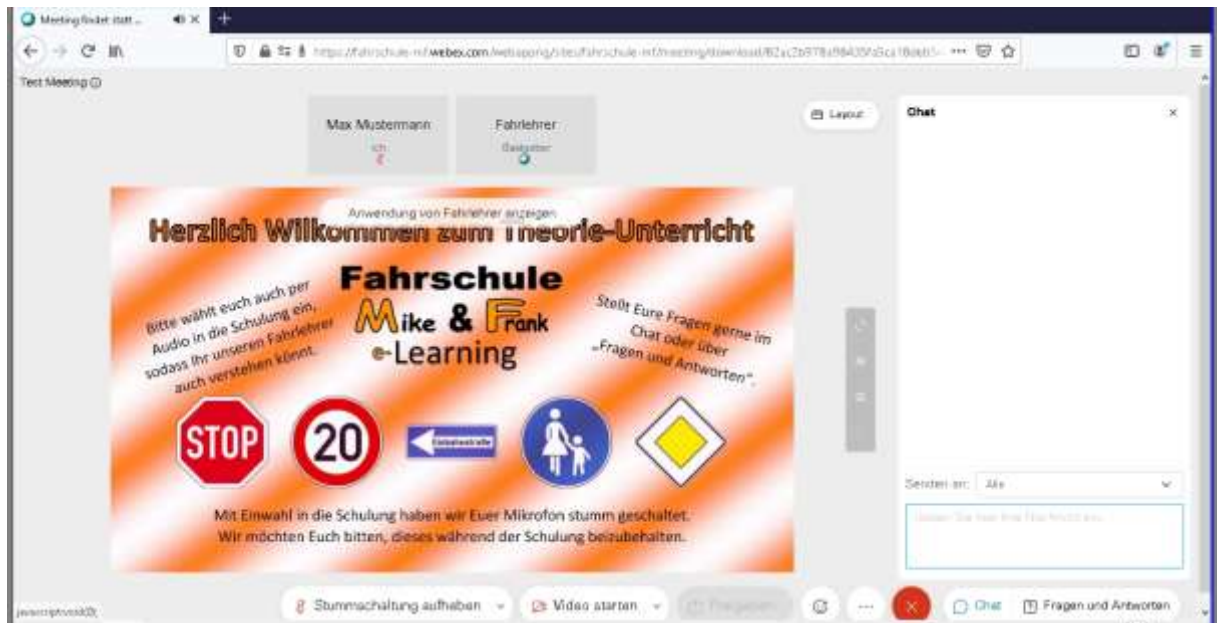 Meeting findet statt ...
Test Meeting
Max Mustermann
Ich
Fahrlehrer
Gastgeber
Layout
Chat
Anwendung von Fahrlehrer anzeigen
Herzlich Willkommen zum Theorie-Unterricht
Fahrschule
Mike & Frank
e-Learning
Bitte wählt euch auch per
Audio in die Schulung ein,
sodass Ihr unseren Fahrlehrer
auch verstehen könnt.
Stellt Eure Fragen gerne im
Chat oder über
„Fragen und Antworten".
STOP
20
Einbahnstraße
Mit Einwahl in die Schulung haben wir Euer Mikrofon stumm geschaltet.
Wir möchten Euch bitten, dieses während der Schulung beizubehalten.
Senden an:
Alle
Stummschaltung aufheben
Video starten
Freigeben
Chat
Fragen und Antworten